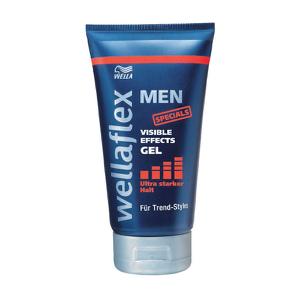 WELLA
wellaflex
MEN
SPECIALS
VISIBLE
EFFECTS
GEL
Ultra starker
Halt
Für Trend-Styles